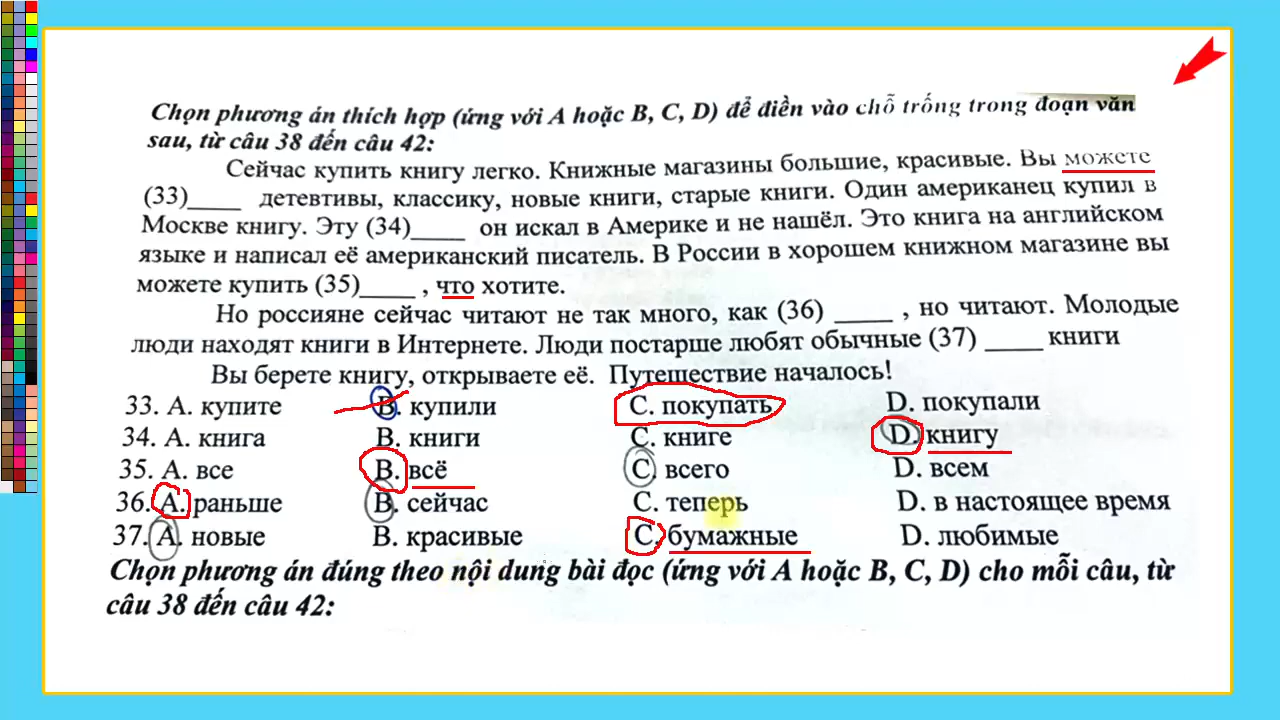 Chọn phương án thích hợp (ứng với A hoặc B, C, D) để điền vào chỗ trống trong đoạn văn
sau, từ câu 38 đến câu 42:
Сейчас купить книгу легко. Книжные магазины большие, красивые. Вы можете
(33)____ детевтивы, классику, новые книги, старые книги. Один американец купил в
Москве книгу. Эту (34)____ он искал в Америке и не нашёл. Это книга на английском
языке и написал её американский писатель. В России в хорошем книжном магазине вы
можете купить (35)____ , что хотите.
Но россияне сейчас читают не так много, как (36) ____ , но читают. Молодые
люди находят книги в Интернете. Люди постарше любят обычные (37) ____ книги
Вы берете книгу, открываете её. Путешествие началось!
33. A. купите B. купили C. покупать D. покупали
34. A. книга B. книги C. книге D. книгу
35. A. все B. всё C. всего D. всем
36. A. раньше B. сейчас C. теперь D. в настоящее время
37. A. новые B. красивые C. бумажные D. любимые
Chọn phương án đúng theo nội dung bài đọc (ứng với A hoặc B, C, D) cho mỗi câu, từ
câu 38 đến câu 42: